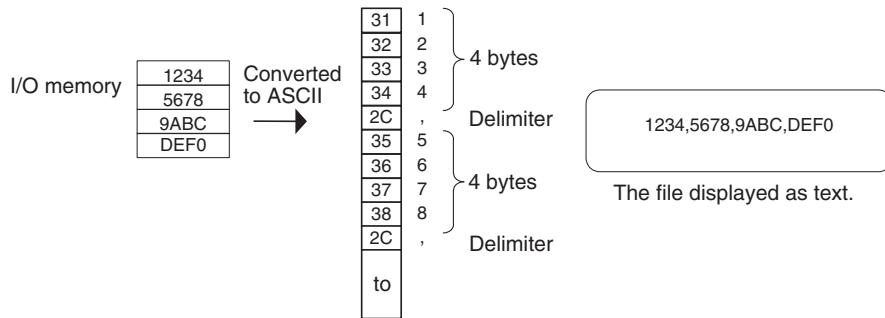 I/O memory
1234
5678
9ABC
DEF0
Converted
to ASCII
31 1
32 2
33 3
34 4
4 bytes
2C , Delimiter
35 5
36 6
37 7
38 8
4 bytes
2C , Delimiter
to
1234,5678,9ABC,DEF0
The file displayed as text.